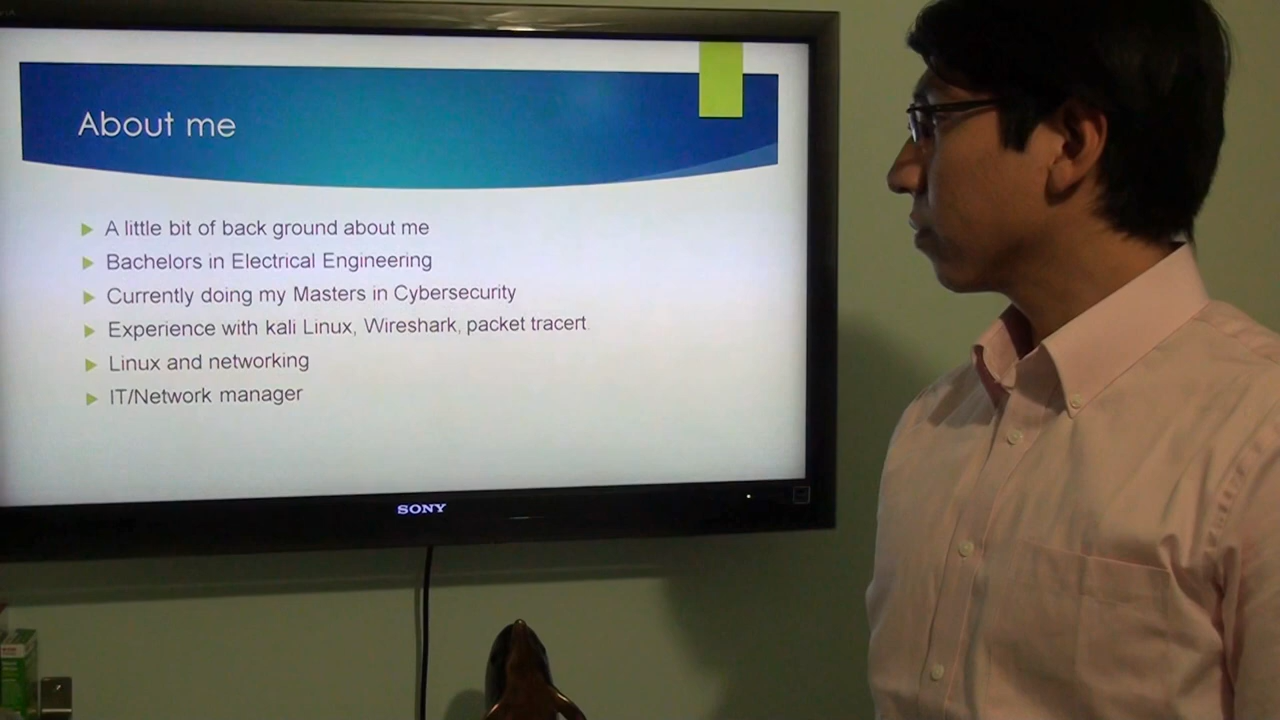 About me
A little bit of back ground about me
Bachelors in Electrical Engineering
Currently doing my Masters in Cybersecurity
Experience with kali Linux, Wireshark, packet tracert.
Linux and networking
IT/Network manager
SONY